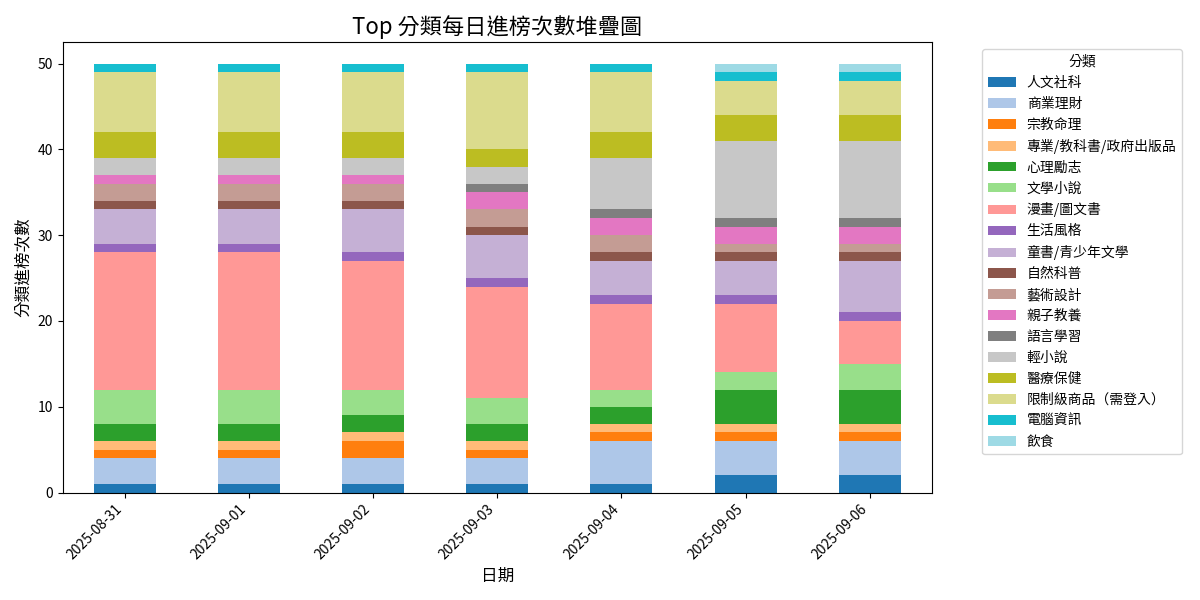 Top 分類每日進榜次數堆疊圖
分類進榜次數
50
40
30
20
10
0
2025-08-31
2025-09-01
2025-09-02
2025-09-03
2025-09-04
2025-09-05
2025-09-06
日期
分類
人文社科
商業理財
宗教命理
專業/教科書/政府出版品
心理勵志
文學小說
漫畫/圖文書
生活風格
童書/青少年文學
自然科普
藝術設計
親子教養
語言學習
輕小說
醫療保健
限制級商品（需登入）
電腦資訊
飲食